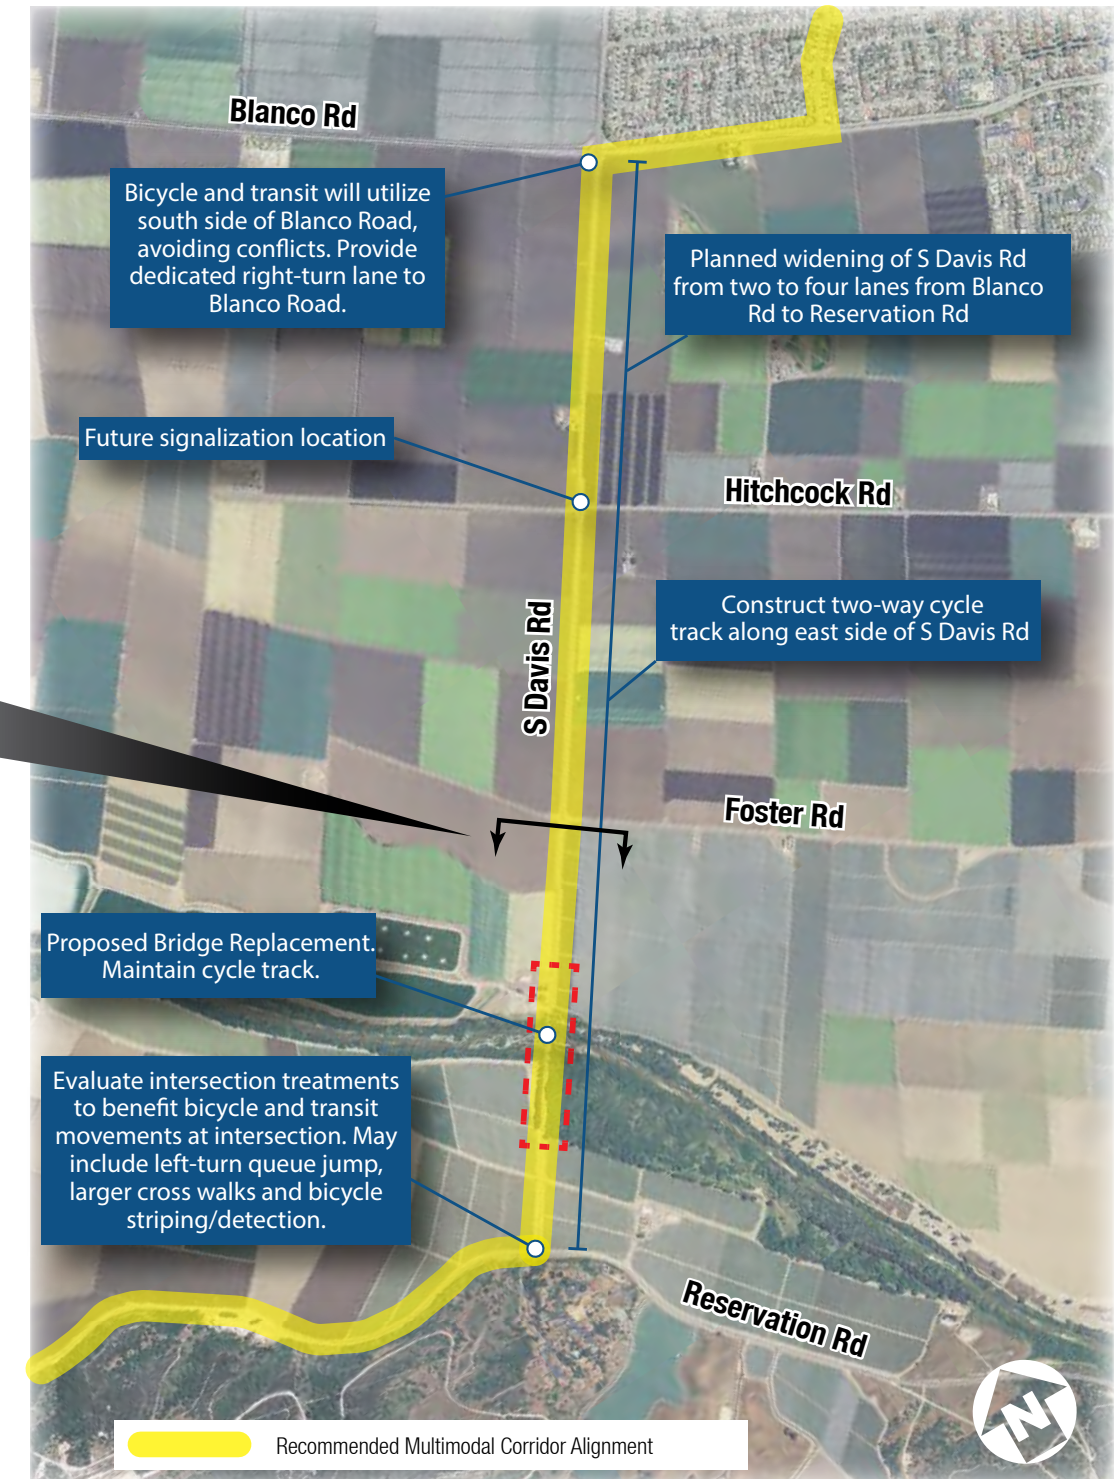 Blanco Rd
Bicycle and transit will utilize
south side of Blanco Road,
avoiding conflicts. Provide
dedicated right-turn lane to
Blanco Road.
Planned widening of S Davis Rd
from two to four lanes from Blanco
Rd to Reservation Rd
Future signalization location
Hitchcock Rd
S Davis Rd
Construct two-way cycle
track along east side of S Davis Rd
Foster Rd
Proposed Bridge Replacement.
Maintain cycle track.
Evaluate intersection treatments
to benefit bicycle and transit
movements at intersection. May
include left-turn queue jump,
larger cross walks and bicycle
striping/detection.
Reservation Rd
N
Recommended Multimodal Corridor Alignment